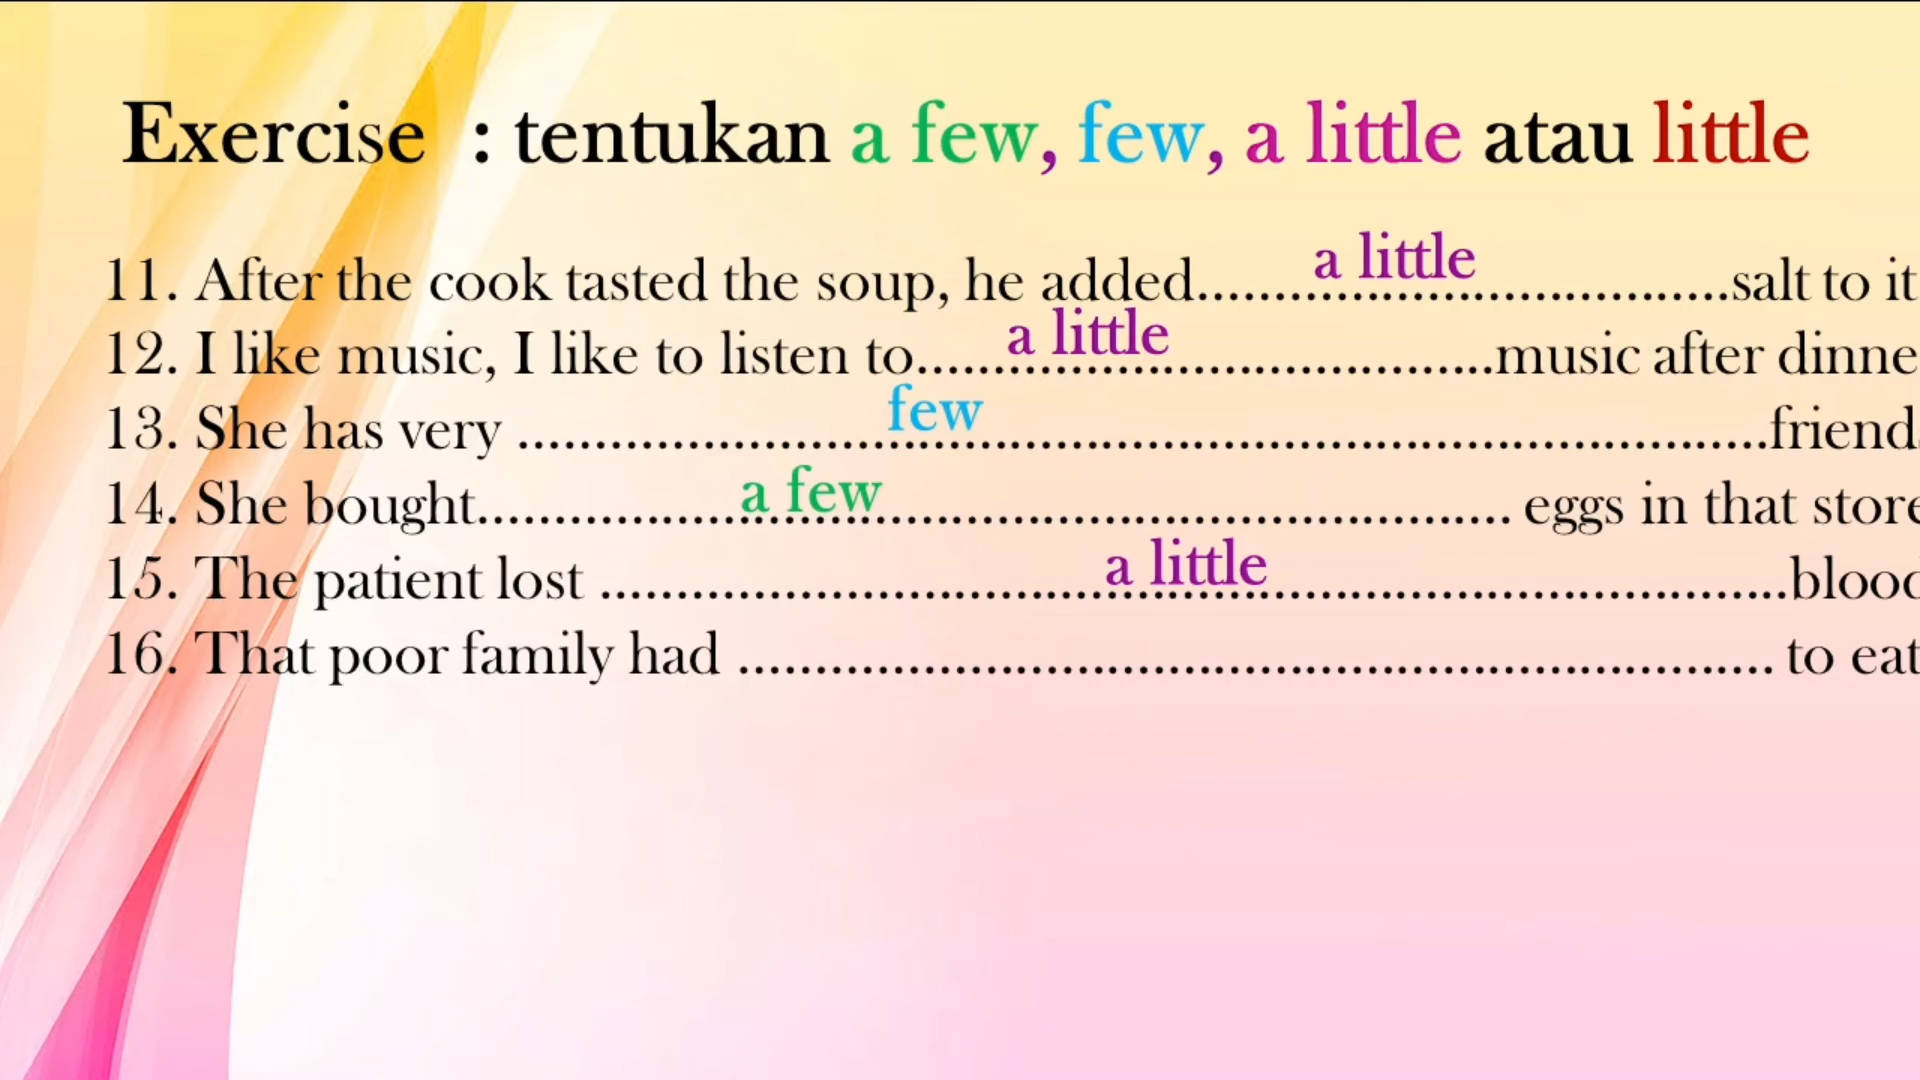 Exercise : tentukan a few, few, a little atau little
11. After the cook tasted the soup, he added...................a little...................salt to it
12. I like music, I like to listen to...................a little...................music after dinne
13. She has very ...................few...................friend
14. She bought...................a few................... eggs in that store
15. The patient lost ...................a little...................blood
16. That poor family had ...................................... to eat